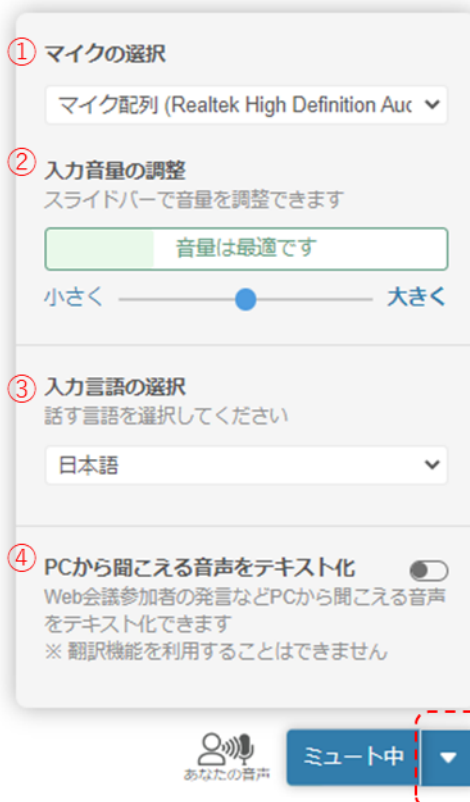 ① マイクの選択
マイク配列 (Realtek High Definition Auc
② 入力音量の調整
スライドバーで音量を調整できます
音量は最適です
小さく 大きく
③ 入力言語の選択
話す言語を選択してください
日本語
④ PCから聞こえる音声をテキスト化
Web会議参加者の発言などPCから聞こえる音声
をテキスト化できます
※ 翻訳機能を利用することはできません
あなたの音声
ミュート中